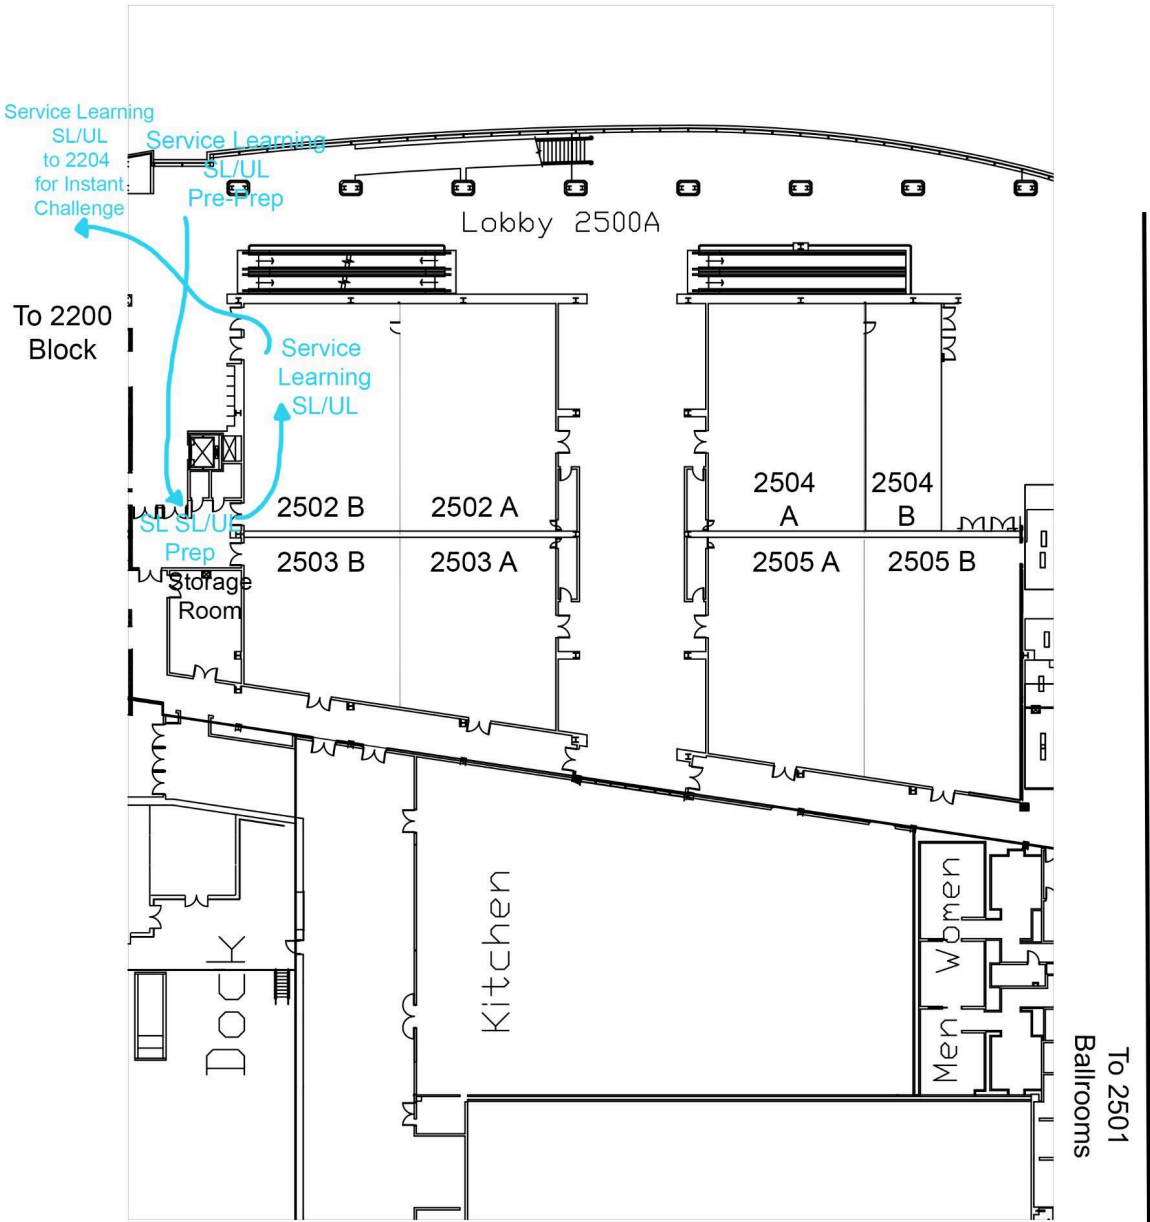 Service Learning
SL/UL
to 2204
for Instant
Challenge
Service Learning
SL/UL
Pre-Prep
Lobby 2500A
To 2200
Block
Service
Learning
SL/UL
2502 B
2502 A
2504
A
2504
B
SL SL/UL
Prep
2503 B
2503 A
2505 A
2505 B
Storage
Room
Kitchen
Women
Men
Dock
To 2501
Ballrooms